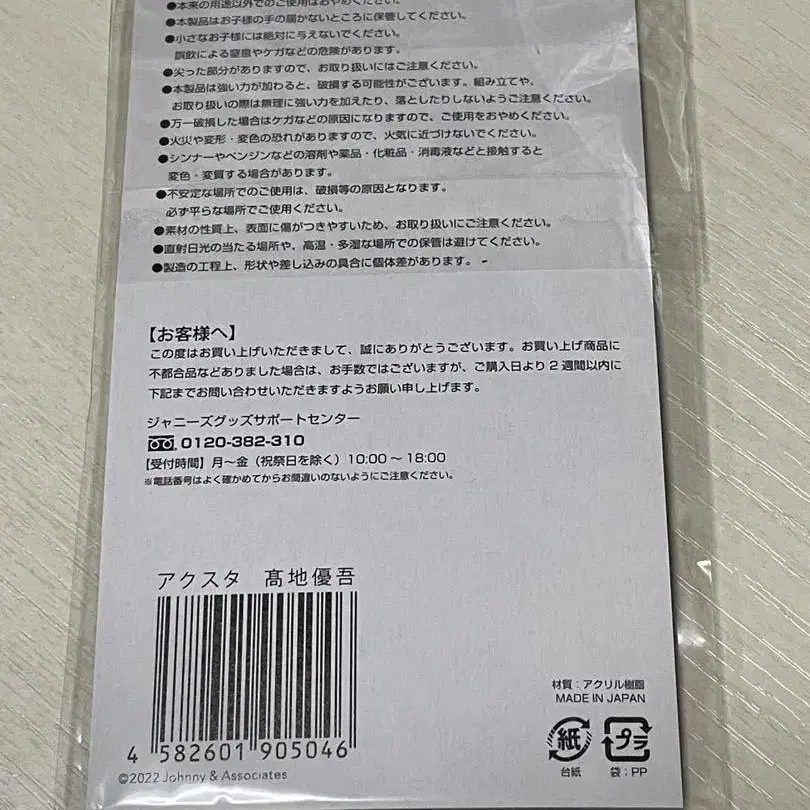 ●本来の用途以外でのご使用はおやめください。
●本製品はお子様の手の届かないところに保管してください。
●小さなお子様には絶対に与えないでください。
誤飲による窒息やケガなどの危険があります。
●尖った部分がありますので、お取り扱いにはご注意ください。
●本製品は強い力が加わると、破損する可能性がございます。組み立てや、
お取り扱いの際は無理に強い力を加えたり、落としたりしないようご注意ください。
●万一破損した場合はケガなどの原因になりますので、ご使用をおやめください。
●火災や変形・変色の恐れがありますので、火気に近づけないでください。
●シンナーやベンジンなどの溶剤や薬品・化粧品・消毒液などと接触すると
変色・変質する場合があります。
●不安定な場所でのご使用は、破損等の原因となります。
必ず平らな場所でご使用ください。
●素材の性質上、表面に傷がつきやすいため、お取り扱いにご注意ください。
●直射日光の当たる場所や、高温・多湿な場所での保管は避けてください。
●製造の工程上、形状や差し込みの具合に個体差があります。
【お客様へ】
この度はお買い上げいただきまして、誠にありがとうございます。お買い上げ商品に
不都合品などありました場合は、お手数ではございますが、ご購入日より2週間以内に
下記までお問い合わせいただきますようお願い申し上げます。
ジャニーズグッズサポートセンター
0120-382-310
【受付時間】月～金（祝祭日を除く）10:00～18:00
※電話番号はよく確かめてからお間違いのないようにご注意ください。
アクスタ 髙地優吾
4 582601 905046
©2022 Johnny & Associates
材質：アクリル樹脂
MADE IN JAPAN
紙 プラ
台紙 袋：PP